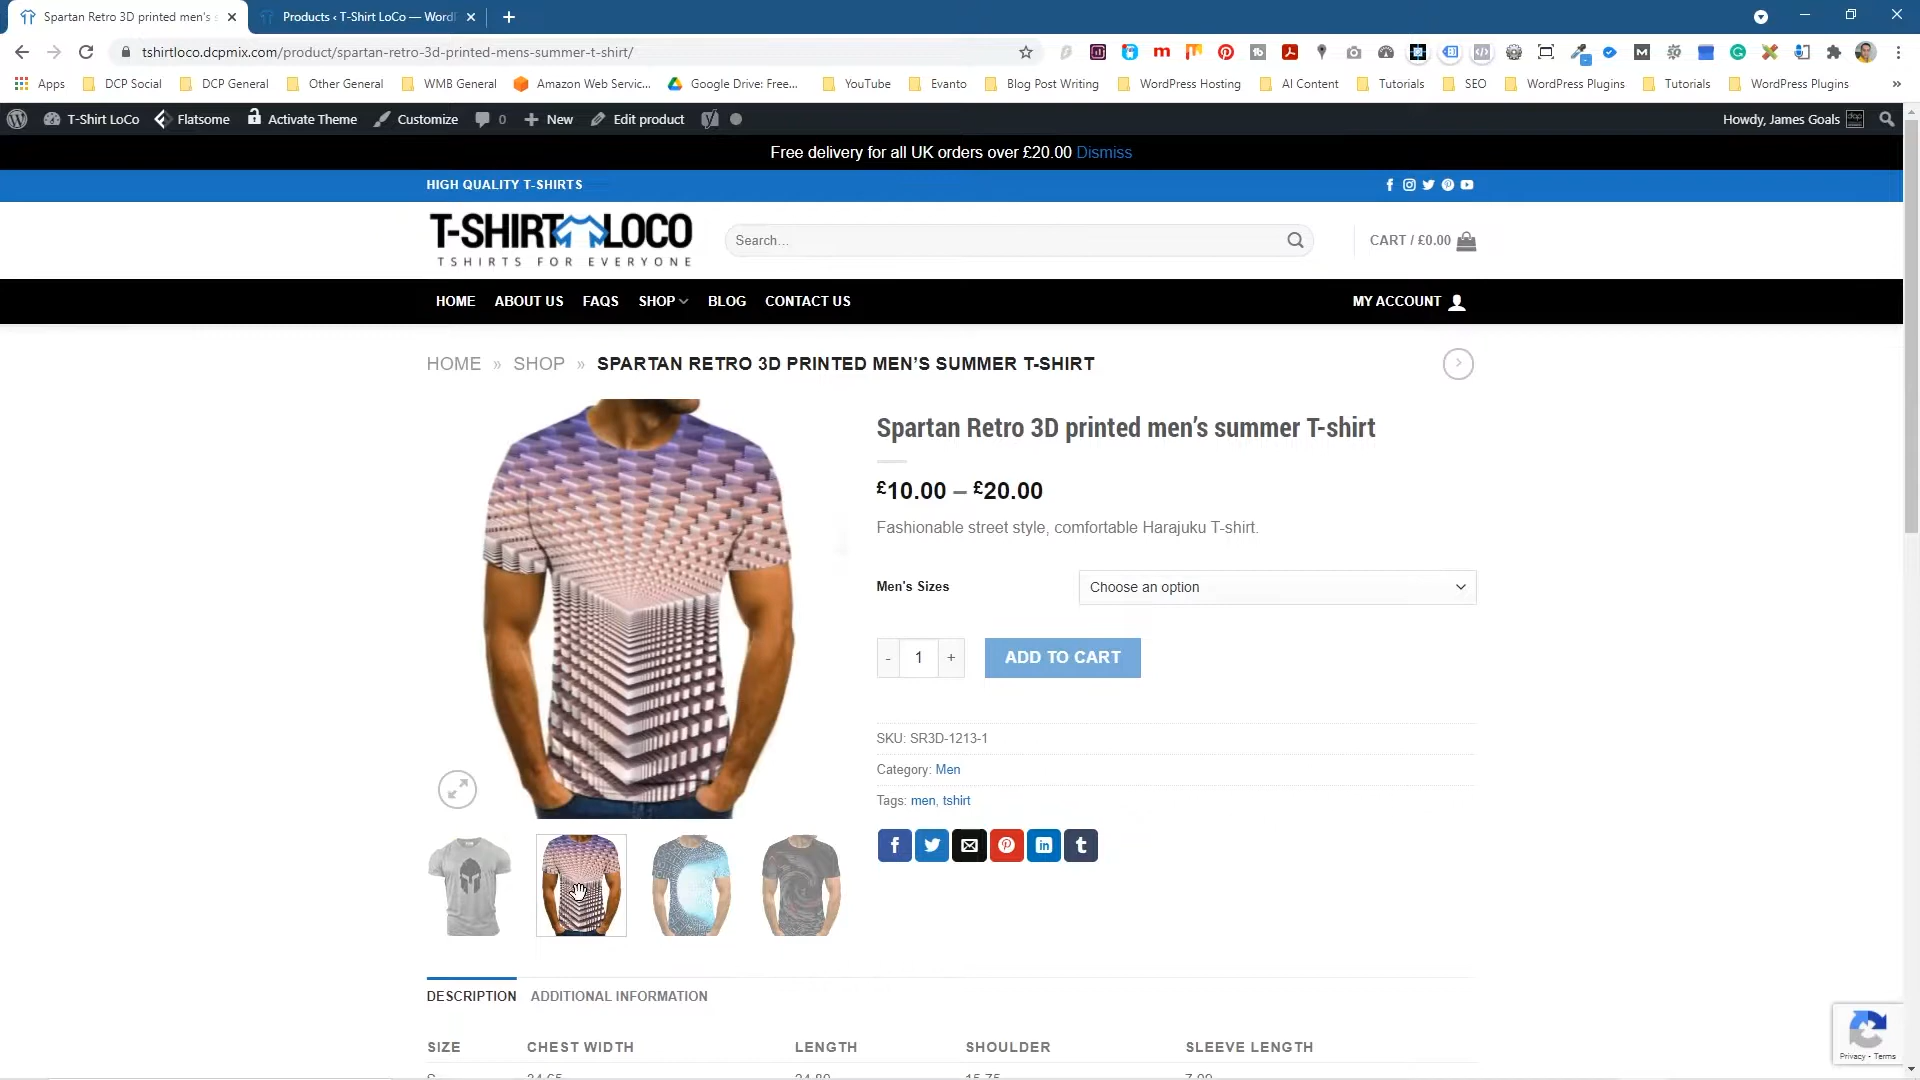 Spartan Retro 3D printed men's s
Products ‹ T-Shirt LoCo — WordP
tshirtloco.dcpmix.com/product/spartan-retro-3d-printed-mens-summer-t-shirt/
Apps DCP Social DCP General Other General WMB General Amazon Web Servic... Google Drive: Free... YouTube Evanto Blog Post Writing WordPress Hosting AI Content Tutorials SEO WordPress Plugins Tutorials WordPress Plugins »
T-Shirt LoCo Flatsome Activate Theme Customize 0 New Edit product Howdy, James Goals
Free delivery for all UK orders over £20.00 Dismiss
HIGH QUALITY T-SHIRTS
T-SHIRT LOCO
TSHIRTS FOR EVERYONE
Search...
CART / £0.00
HOME ABOUT US FAQS SHOP BLOG CONTACT US MY ACCOUNT
HOME » SHOP » SPARTAN RETRO 3D PRINTED MEN'S SUMMER T-SHIRT
Spartan Retro 3D printed men's summer T-shirt
£10.00 – £20.00
Fashionable street style, comfortable Harajuku T-shirt.
Men's Sizes Choose an option
- 1 + ADD TO CART
SKU: SR3D-1213-1
Category: Men
Tags: men, tshirt
DESCRIPTION ADDITIONAL INFORMATION
SIZE CHEST WIDTH LENGTH SHOULDER SLEEVE LENGTH
Privacy - Terms